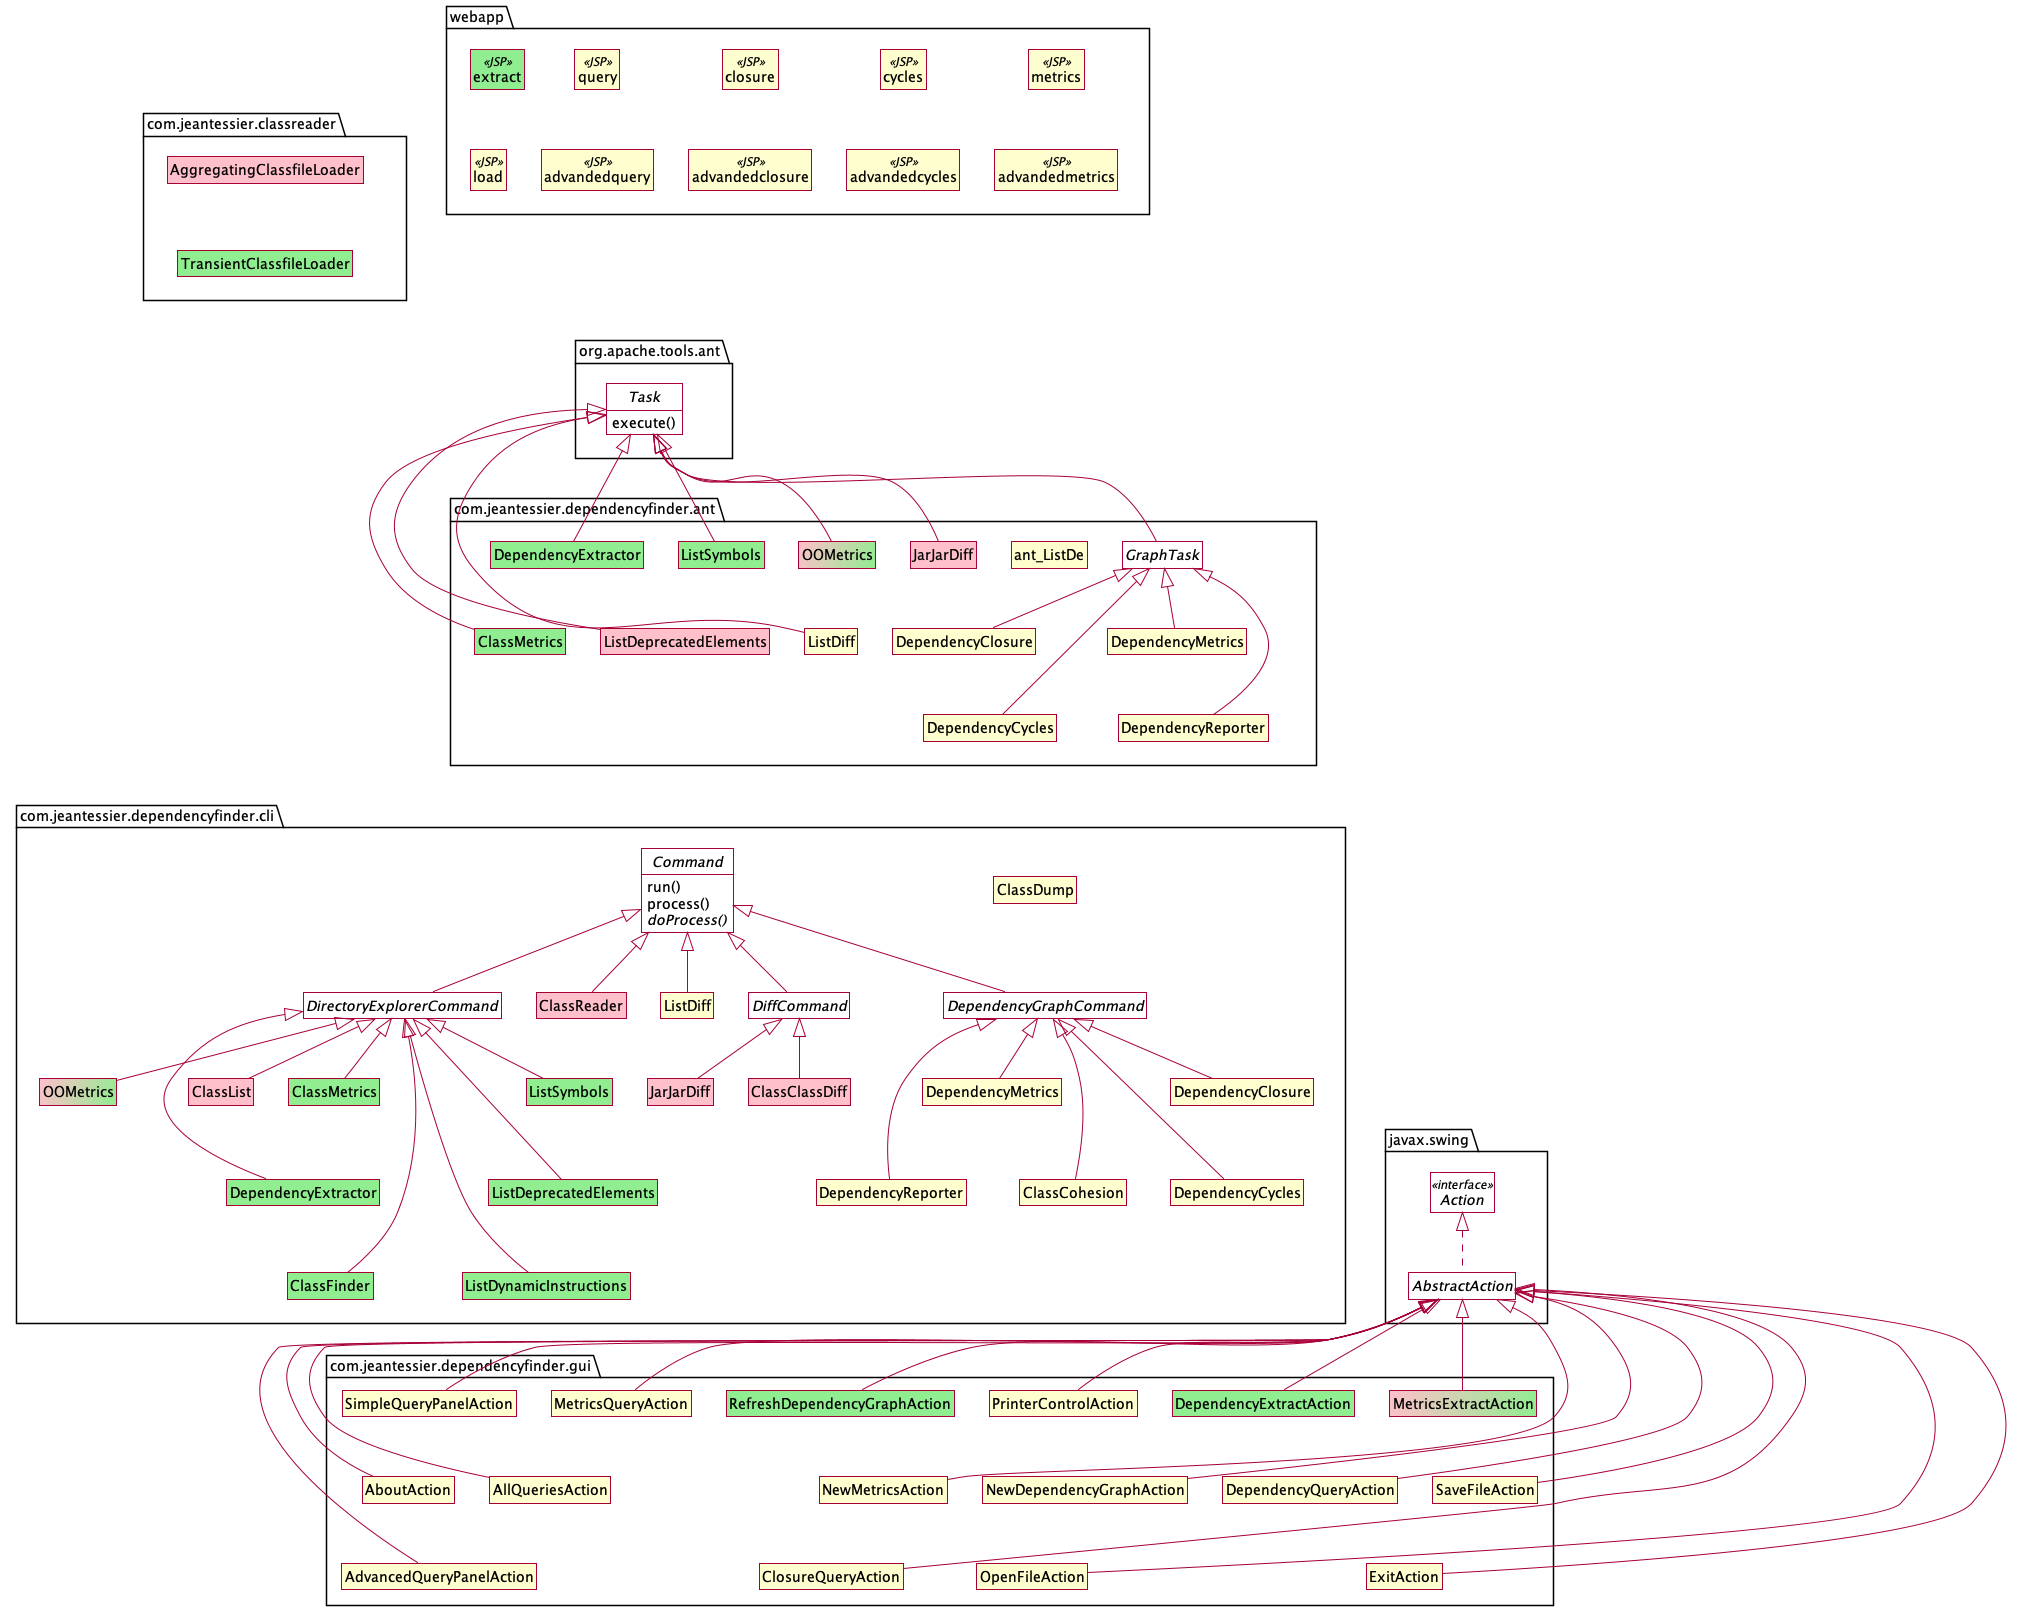 webapp
«JSP»
extract
«JSP»
query
«JSP»
closure
«JSP»
cycles
«JSP»
metrics
«JSP»
load
«JSP»
advandedquery
«JSP»
advandedclosure
«JSP»
advandedcycles
«JSP»
advandedmetrics
com.jeantessier.classreader
AggregatingClassfileLoader
TransientClassfileLoader
org.apache.tools.ant
Task
execute()
com.jeantessier.dependencyfinder.ant
DependencyExtractor
ListSymbols
OOMetrics
JarJarDiff
ant_ListDe
GraphTask
ClassMetrics
ListDeprecatedElements
ListDiff
DependencyClosure
DependencyMetrics
DependencyCycles
DependencyReporter
com.jeantessier.dependencyfinder.cli
Command
run()
process()
doProcess()
ClassDump
DirectoryExplorerCommand
ClassReader
ListDiff
DiffCommand
DependencyGraphCommand
OOMetrics
ClassList
ClassMetrics
ListSymbols
JarJarDiff
ClassClassDiff
DependencyMetrics
DependencyClosure
DependencyExtractor
ListDeprecatedElements
DependencyReporter
ClassCohesion
DependencyCycles
ClassFinder
ListDynamicInstructions
javax.swing
«interface»
Action
AbstractAction
com.jeantessier.dependencyfinder.gui
SimpleQueryPanelAction
MetricsQueryAction
RefreshDependencyGraphAction
PrinterControlAction
DependencyExtractAction
MetricsExtractAction
AboutAction
AllQueriesAction
NewMetricsAction
NewDependencyGraphAction
DependencyQueryAction
SaveFileAction
AdvancedQueryPanelAction
ClosureQueryAction
OpenFileAction
ExitAction